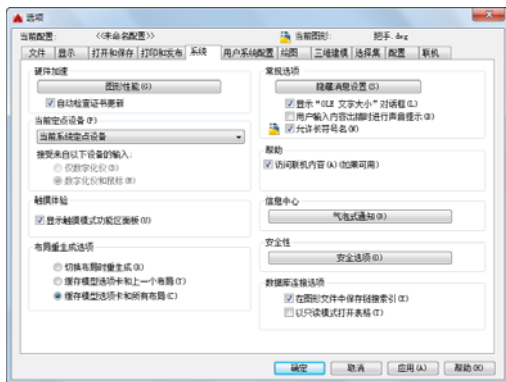 选项
当前配置: <<未命名配置>> 当前图形: 把手.dwg
文件 显示 打开和保存 打印和发布 系统 用户系统配置 绘图 三维建模 选择集 配置 联机
硬件加速
图形性能(G)
自动检查证书更新
当前定点设备(P)
当前系统定点设备
接受来自以下设备的输入:
仅数字化仪(D)
数字化仪和鼠标(M)
触摸体验
显示触摸模式功能区面板(U)
布局重生成选项
切换布局时重生成(R)
缓存模型选项卡和上一个布局(Y)
缓存模型选项卡和所有布局(C)
常规选项
隐藏消息设置(S)
显示“OLE 文字大小”对话框(L)
用户输入内容出错时进行声音提示(B)
允许长符号名(N)
帮助
访问联机内容(A)(如果可用)
信息中心
气泡式通知(B)
安全性
安全选项(O)
数据库连接选项
在图形文件中保存链接索引(X)
以只读模式打开表格(T)
确定 取消 应用(A) 帮助(H)